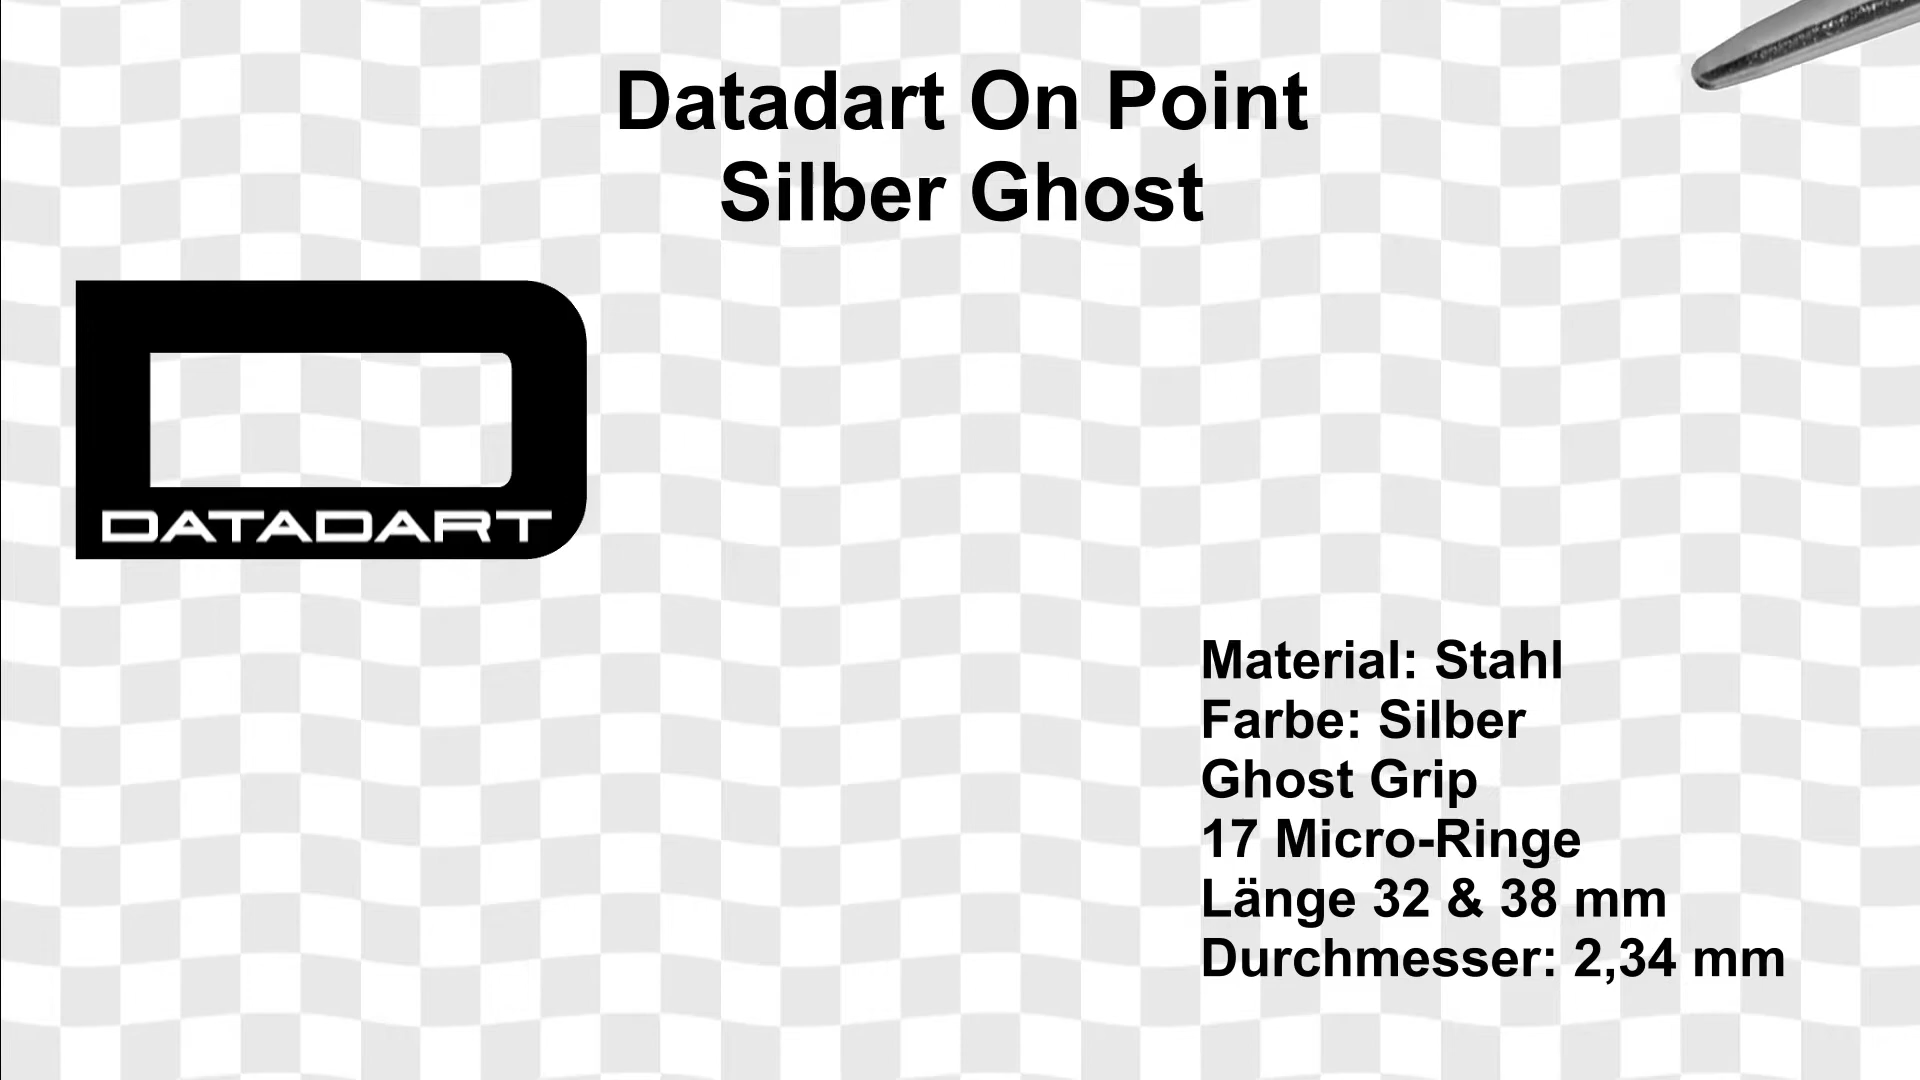 Datadart On Point
Silber Ghost
DATADART
Material: Stahl
Farbe: Silber
Ghost Grip
17 Micro-Ringe
Länge 32 & 38 mm
Durchmesser: 2,34 mm